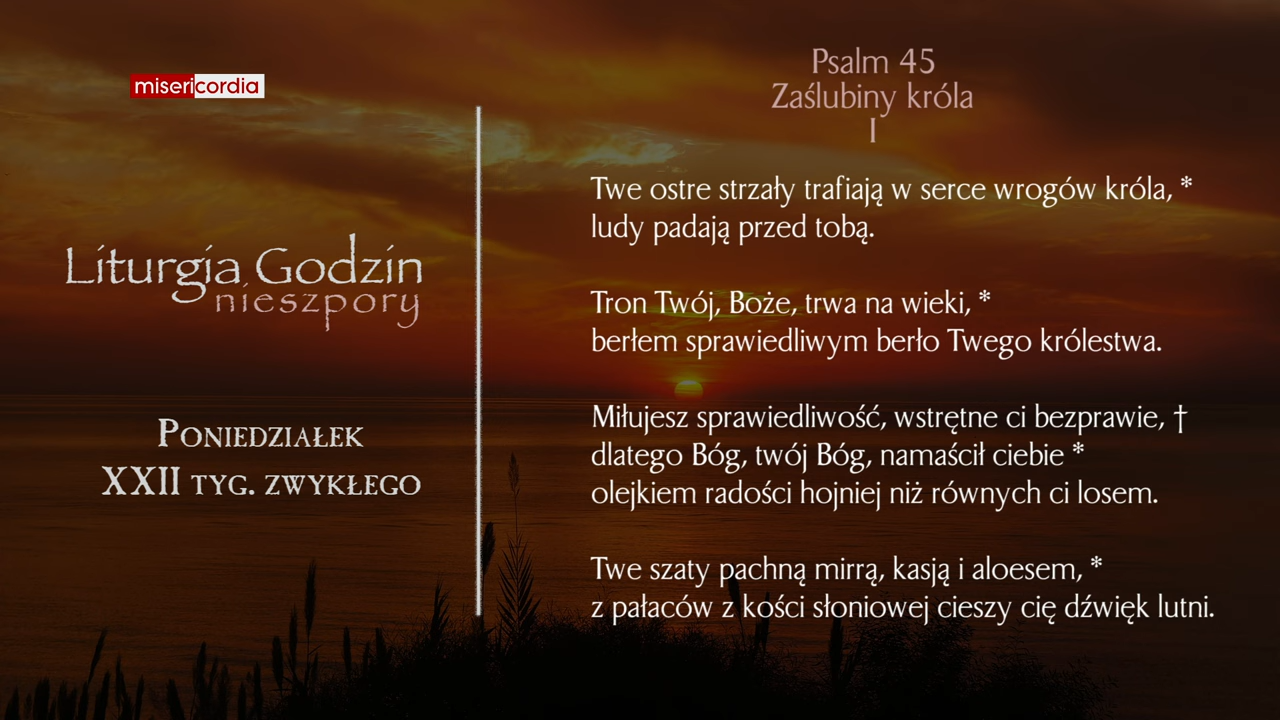 misericordia
Liturgia Godzin
nieszpory
Poniedziałek
XXII tyg. zwykłego
Psalm 45
Zaślubiny króla
I
Twe ostre strzały trafiają w serce wrogów króla, *
ludy padają przed tobą.
Tron Twój, Boże, trwa na wieki, *
berłem sprawiedliwym berło Twego królestwa.
Miłujesz sprawiedliwość, wstrętne ci bezprawie, †
dlatego Bóg, twój Bóg, namaścił ciebie *
olejkiem radości hojniej niż równych ci losem.
Twe szaty pachną mirrą, kasją i aloesem, *
z pałaców z kości słoniowej cieszy cię dźwięk lutni.